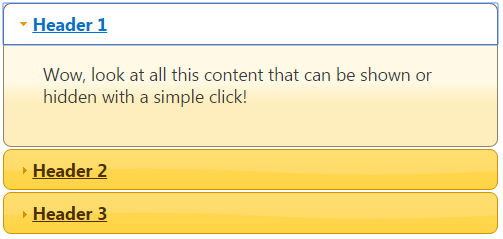 Header 1
Wow, look at all this content that can be shown or
hidden with a simple click!
Header 2
Header 3